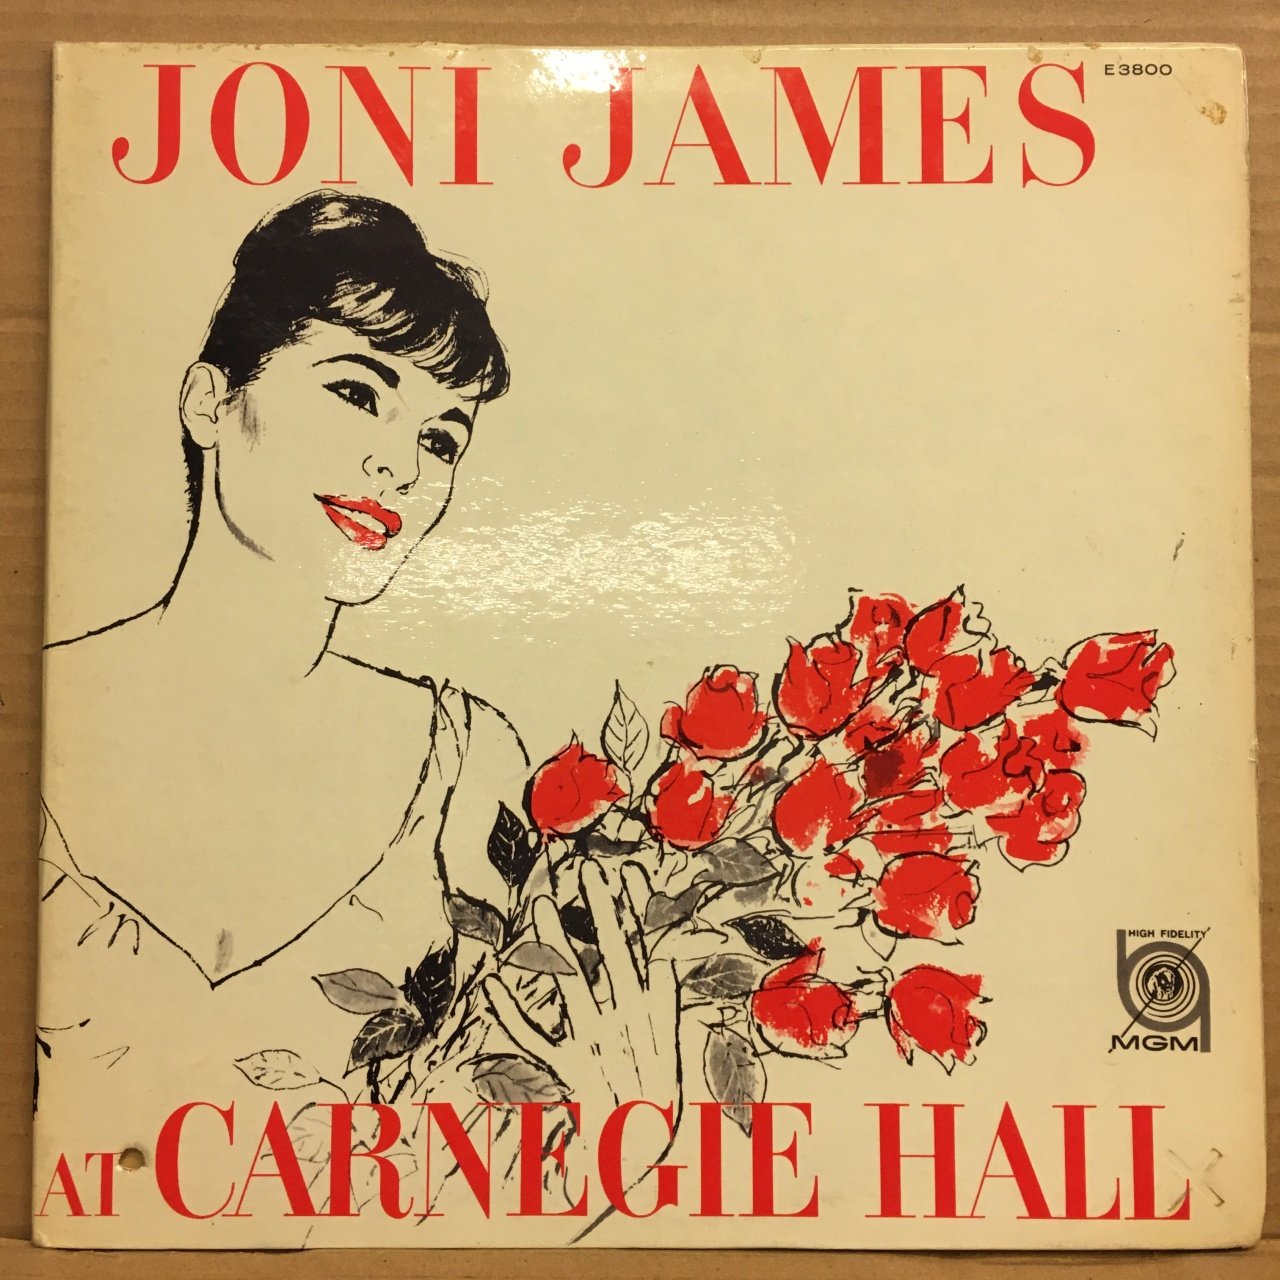 JONI JAMES
E3800
HIGH FIDELITY
MGM
AT CARNEGIE HALL